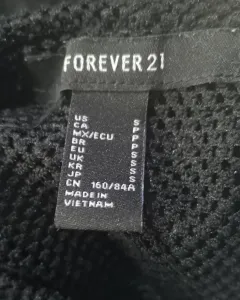 FOREVER 21
US S
CA P
MX/ECU P
BR P
EU S
UK S
KR S
JP S
CN 160/84A
MADE IN
VIETNAM